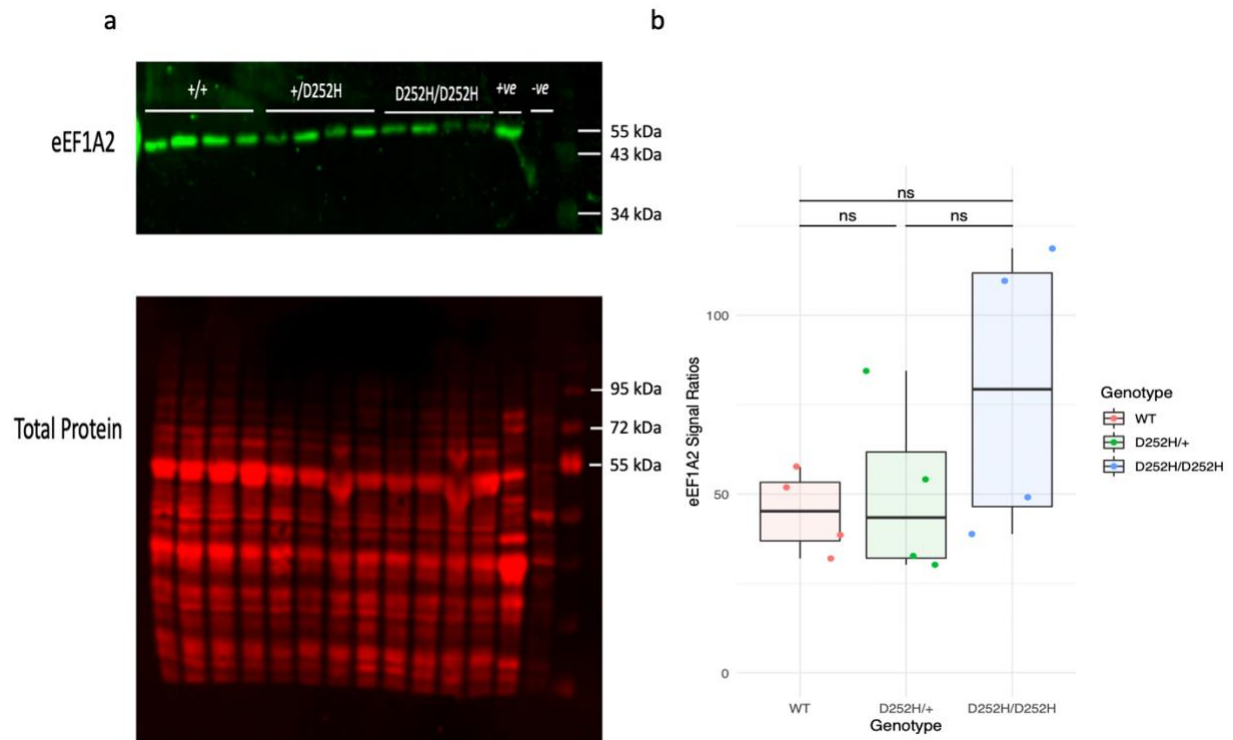 a
b
+/+
+/D252H
D252H/D252H
+ve
-ve
eEF1A2
55 kDa
43 kDa
34 kDa
Total Protein
95 kDa
72 kDa
55 kDa
ns
ns
ns
eEF1A2 Signal Ratios
100
50
0
WT
D252H/+
D252H/D252H
Genotype
Genotype
WT
D252H/+
D252H/D252H